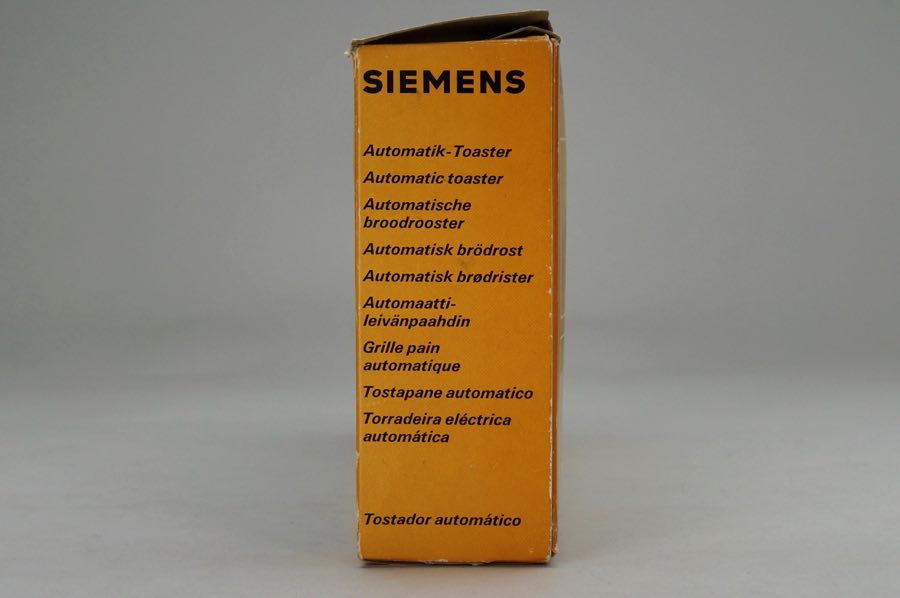 SIEMENS
Automatik-Toaster
Automatic toaster
Automatische
broodrooster
Automatisk brödrost
Automatisk brødrister
Automaatti-
leivänpaahdin
Grille pain
automatique
Tostapane automatico
Torradeira eléctrica
automática
Tostador automático